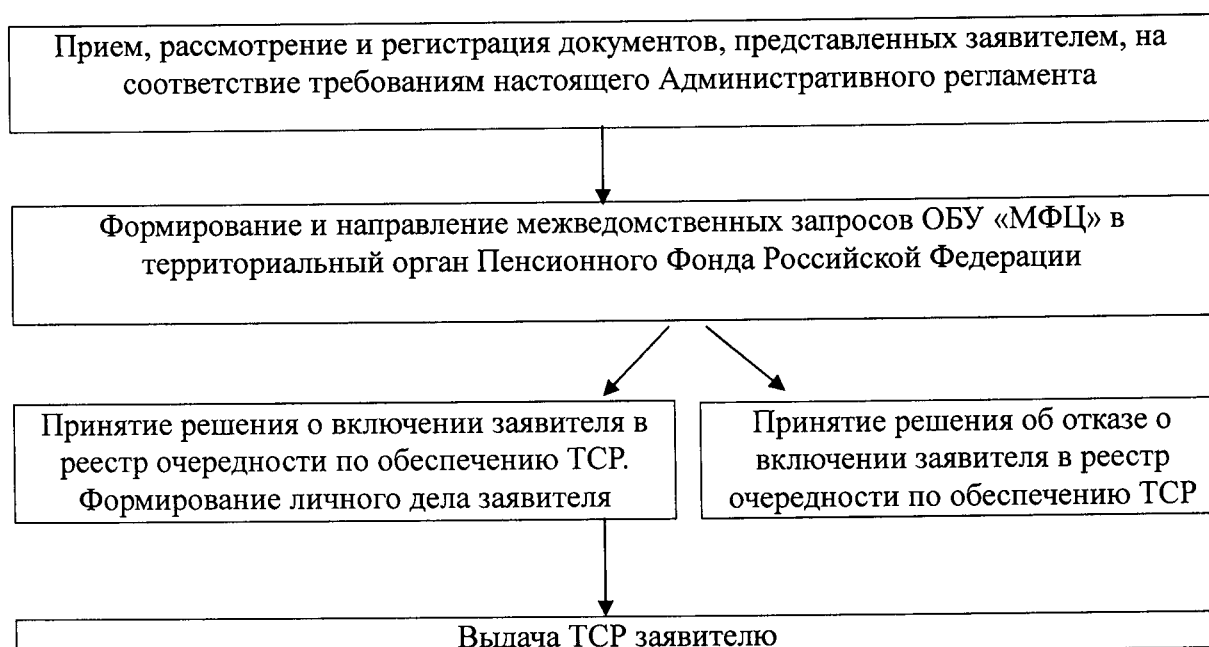 Прием, рассмотрение и регистрация документов, представленных заявителем, на
соответствие требованиям настоящего Административного регламента
Формирование и направление межведомственных запросов ОБУ «МФЦ» в
территориальный орган Пенсионного Фонда Российской Федерации
Принятие решения о включении заявителя в
реестр очередности по обеспечению ТСР.
Формирование личного дела заявителя
Принятие решения об отказе о
включении заявителя в реестр
очередности по обеспечению ТСР
Выдача ТСР заявителю